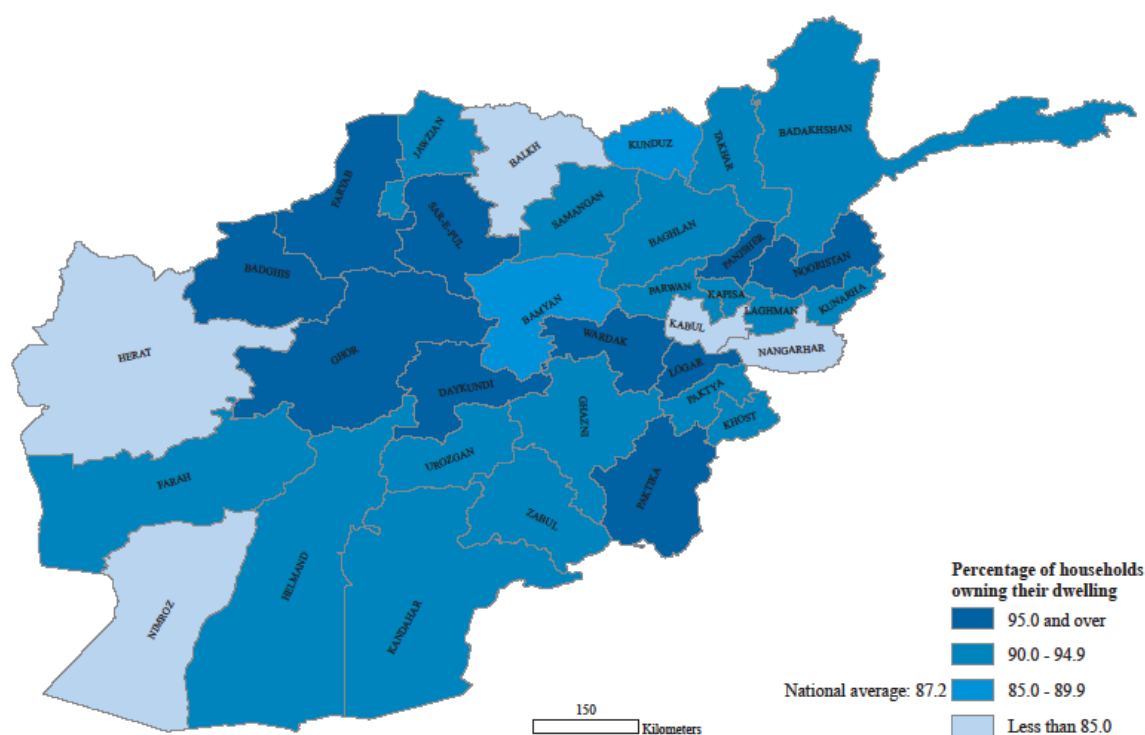 BADAKHSHAN
JAWZJAN
BALKH
KUNDUZ
TAKHAR
FARYAB
SAR-E-PUL
SAMANGAN
BAGHLAN
PANJSHER
NOORISTAN
BADGHIS
PARWAN
KAPISA
LAGHMAN
KUNARHA
BAMYAN
KABUL
NANGARHAR
HERAT
GHOR
WARDAK
LOGAR
DAYKUNDI
PAKTYA
KHOST
GHAZNI
UROZGAN
FARAH
PAKTIKA
ZABUL
HELMAND
NIMROZ
KANDAHAR
Percentage of households
owning their dwelling
95.0 and over
90.0 - 94.9
National average: 87.2
85.0 - 89.9
Less than 85.0
150
Kilometers